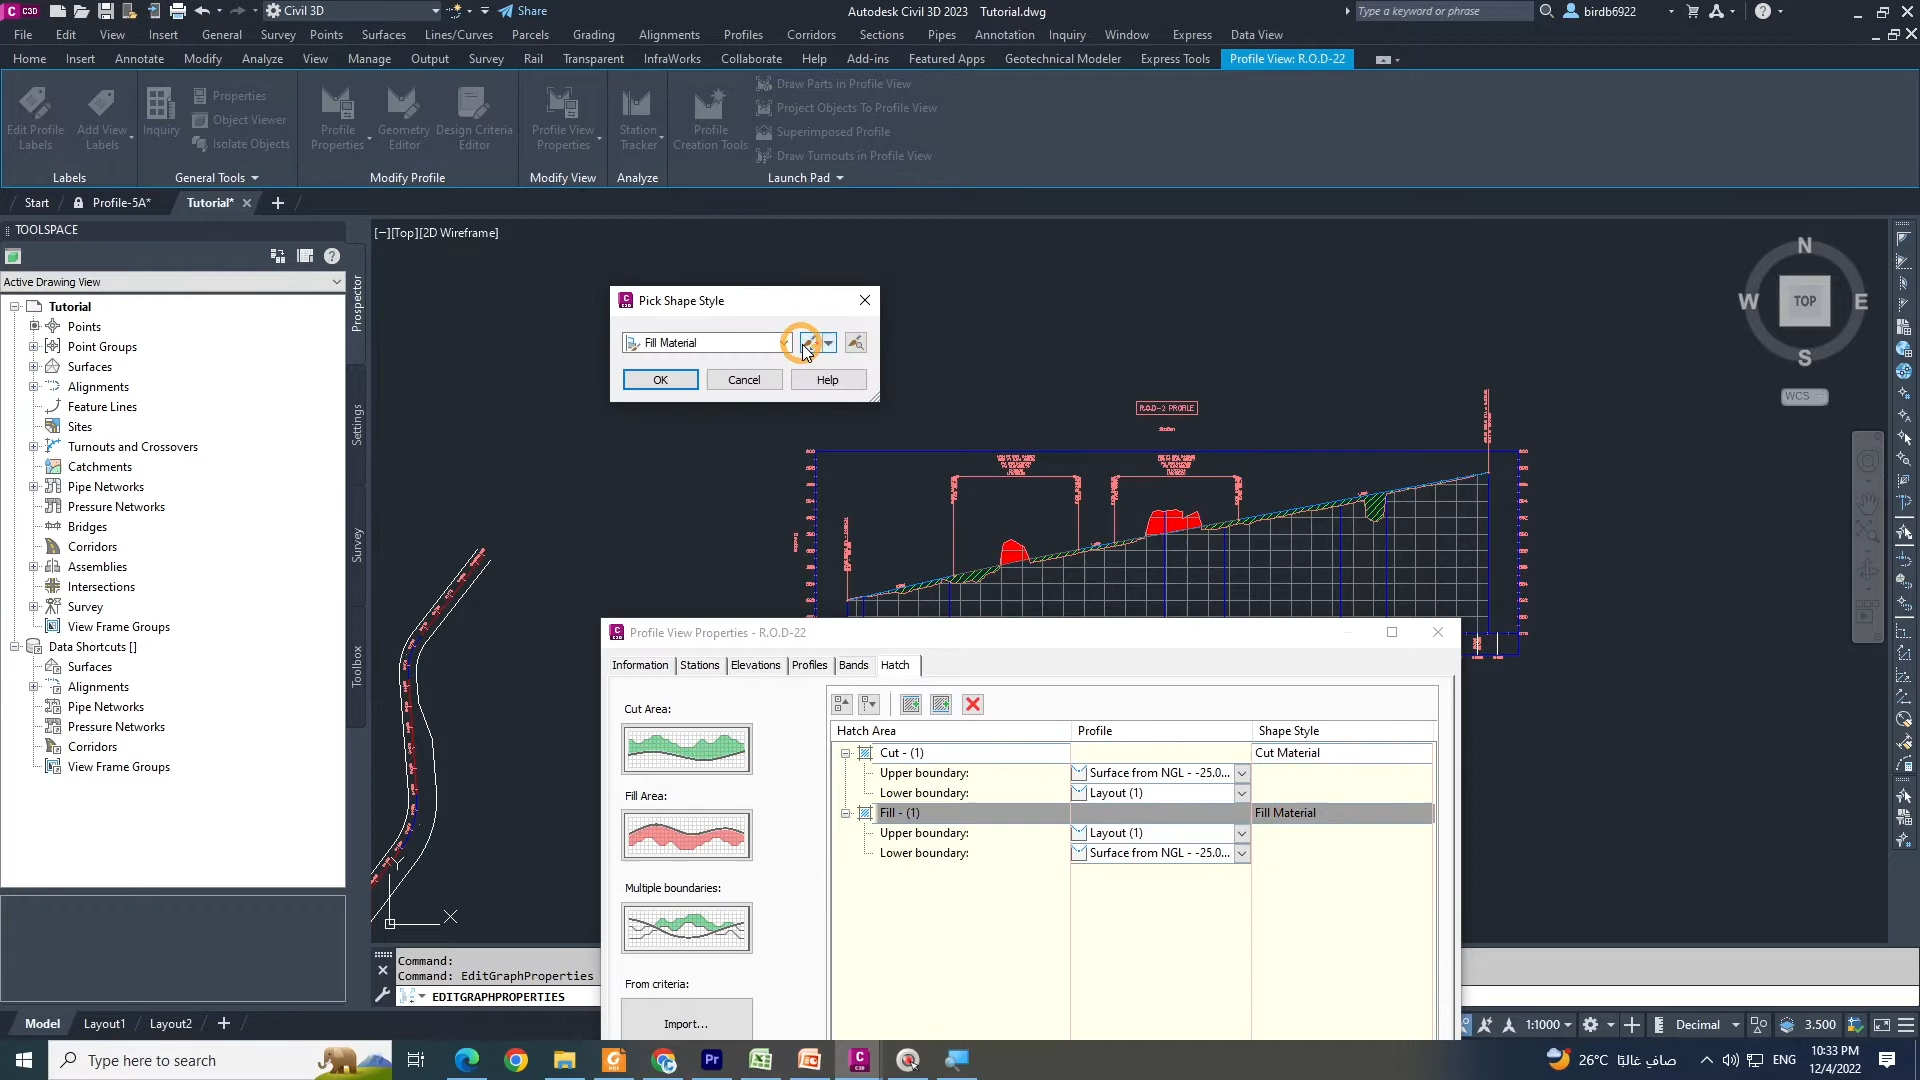 C3D
Civil 3D
Share
Autodesk Civil 3D 2023 Tutorial.dwg
Type a keyword or phrase
birdb6922
File Edit View Insert General Survey Points Surfaces Lines/Curves Parcels Grading Alignments Profiles Corridors Sections Pipes Annotation Inquiry Window Express Data View
Home Insert Annotate Modify Analyze View Manage Output Survey Rail Transparent InfraWorks Collaborate Help Add-ins Featured Apps Geotechnical Modeler Express Tools Profile View: R.O.D-22
Edit Profile Labels
Add View Labels
Inquiry
Properties
Object Viewer
Isolate Objects
Profile Properties
Geometry Editor
Design Criteria Editor
Profile View Properties
Station Tracker
Profile Creation Tools
Draw Parts in Profile View
Project Objects To Profile View
Superimposed Profile
Draw Turnouts in Profile View
Labels General Tools Modify Profile Modify View Analyze Launch Pad
Start Profile-5A* Tutorial*
TOOLSPACE
Active Drawing View
Tutorial
Points
Point Groups
Surfaces
Alignments
Feature Lines
Sites
Turnouts and Crossovers
Catchments
Pipe Networks
Pressure Networks
Bridges
Corridors
Assemblies
Intersections
Survey
View Frame Groups
Data Shortcuts []
Surfaces
Alignments
Pipe Networks
Pressure Networks
Corridors
View Frame Groups
Prospector
Settings
Survey
Toolbox
[−][Top][2D Wireframe]
N
W TOP E
S
WCS
Pick Shape Style
Fill Material
OK Cancel Help
R.O.D-2 PROFILE
Profile View Properties - R.O.D-22
Information Stations Elevations Profiles Bands Hatch
Cut Area:
Fill Area:
Multiple boundaries:
From criteria:
Import...
Hatch Area Profile Shape Style
Cut - (1) Cut Material
Upper boundary: Surface from NGL - -25.0...
Lower boundary: Layout (1)
Fill - (1) Fill Material
Upper boundary: Layout (1)
Lower boundary: Surface from NGL - -25.0...
Y
X
Command:
Command: EditGraphProperties
EDITGRAPHPROPERTIES
Model Layout1 Layout2
1:1000 Decimal 3.500
Type here to search
26°C صاف غالبًا
ENG
10:33 PM
12/4/2022